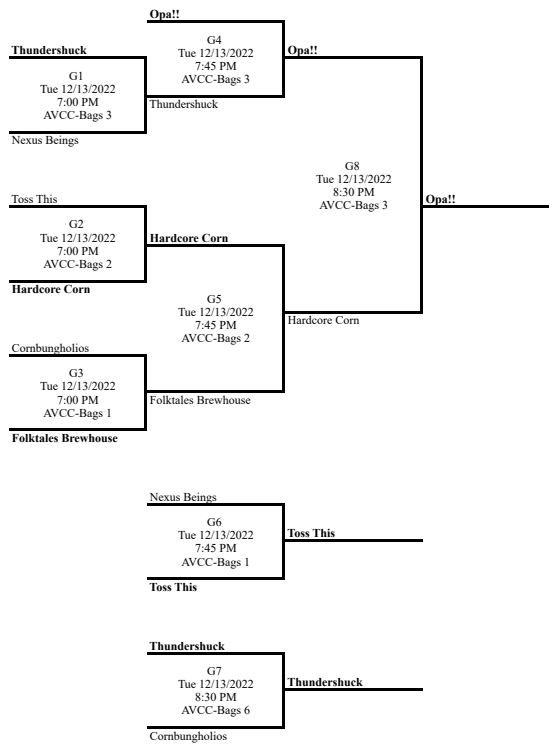 Opa!!
G4
Tue 12/13/2022
7:45 PM
AVCC-Bags 3
Thundershuck
Opa!!
Thundershuck
G1
Tue 12/13/2022
7:00 PM
AVCC-Bags 3
Nexus Beings
G8
Tue 12/13/2022
8:30 PM
AVCC-Bags 3
Opa!!
Toss This
G2
Tue 12/13/2022
7:00 PM
AVCC-Bags 2
Hardcore Corn
Hardcore Corn
G5
Tue 12/13/2022
7:45 PM
AVCC-Bags 2
Hardcore Corn
Cornbungholios
G3
Tue 12/13/2022
7:00 PM
AVCC-Bags 1
Folktales Brewhouse
Folktales Brewhouse
Nexus Beings
G6
Tue 12/13/2022
7:45 PM
AVCC-Bags 1
Toss This
Toss This
Thundershuck
G7
Tue 12/13/2022
8:30 PM
AVCC-Bags 6
Thundershuck
Cornbungholios